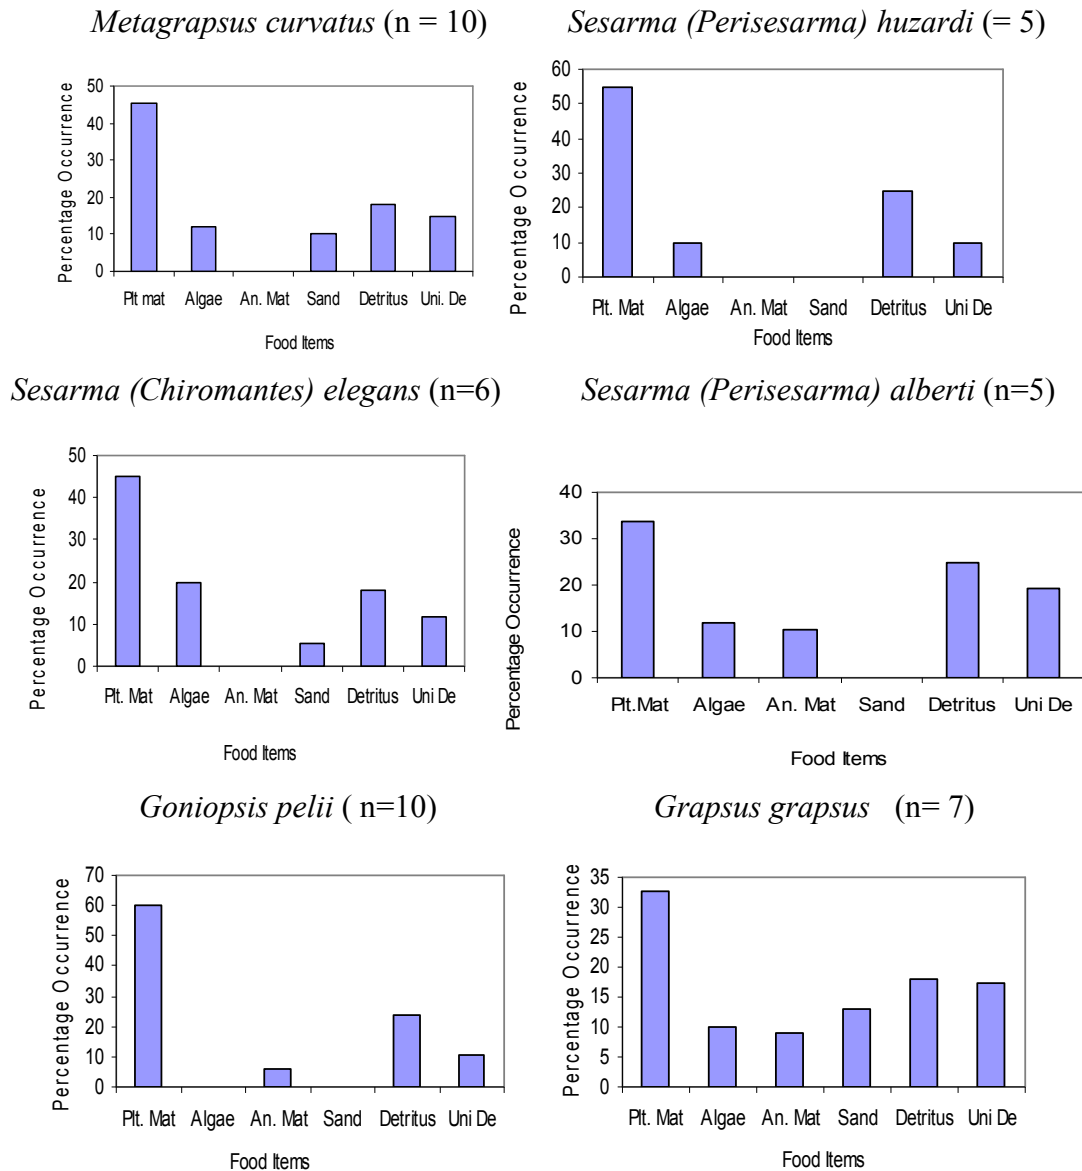 Metagrapsus curvatus (n = 10)
Percentage Occurrence
50
40
30
20
10
0
Plt mat Algae An. Mat Sand Detritus Uni. De
Food Items
Sesarma (Perisesarma) huzardi (= 5)
Percentage Occurrence
60
50
40
30
20
10
0
Plt. Mat Algae An. Mat Sand Detritus Uni De
Food Items
Sesarma (Chiromantes) elegans (n=6)
Percentage Occurrence
50
40
30
20
10
0
Plt. Mat Algae An. Mat Sand Detritus Uni De
Food Items
Sesarma (Perisesarma) alberti (n=5)
Percentage Occurrence
40
30
20
10
0
Plt.Mat Algae An. Mat Sand Detritus Uni De
Food Items
Goniopsis pelii ( n=10)
Percentage Occurrence
70
60
50
40
30
20
10
0
Plt. Mat Algae An. Mat Sand Detritus Uni De
Food Items
Grapsus grapsus (n= 7)
Percentage Occurrence
35
30
25
20
15
10
5
0
Plt. Mat Algae An. Mat Sand Detritus Uni De
Food Items